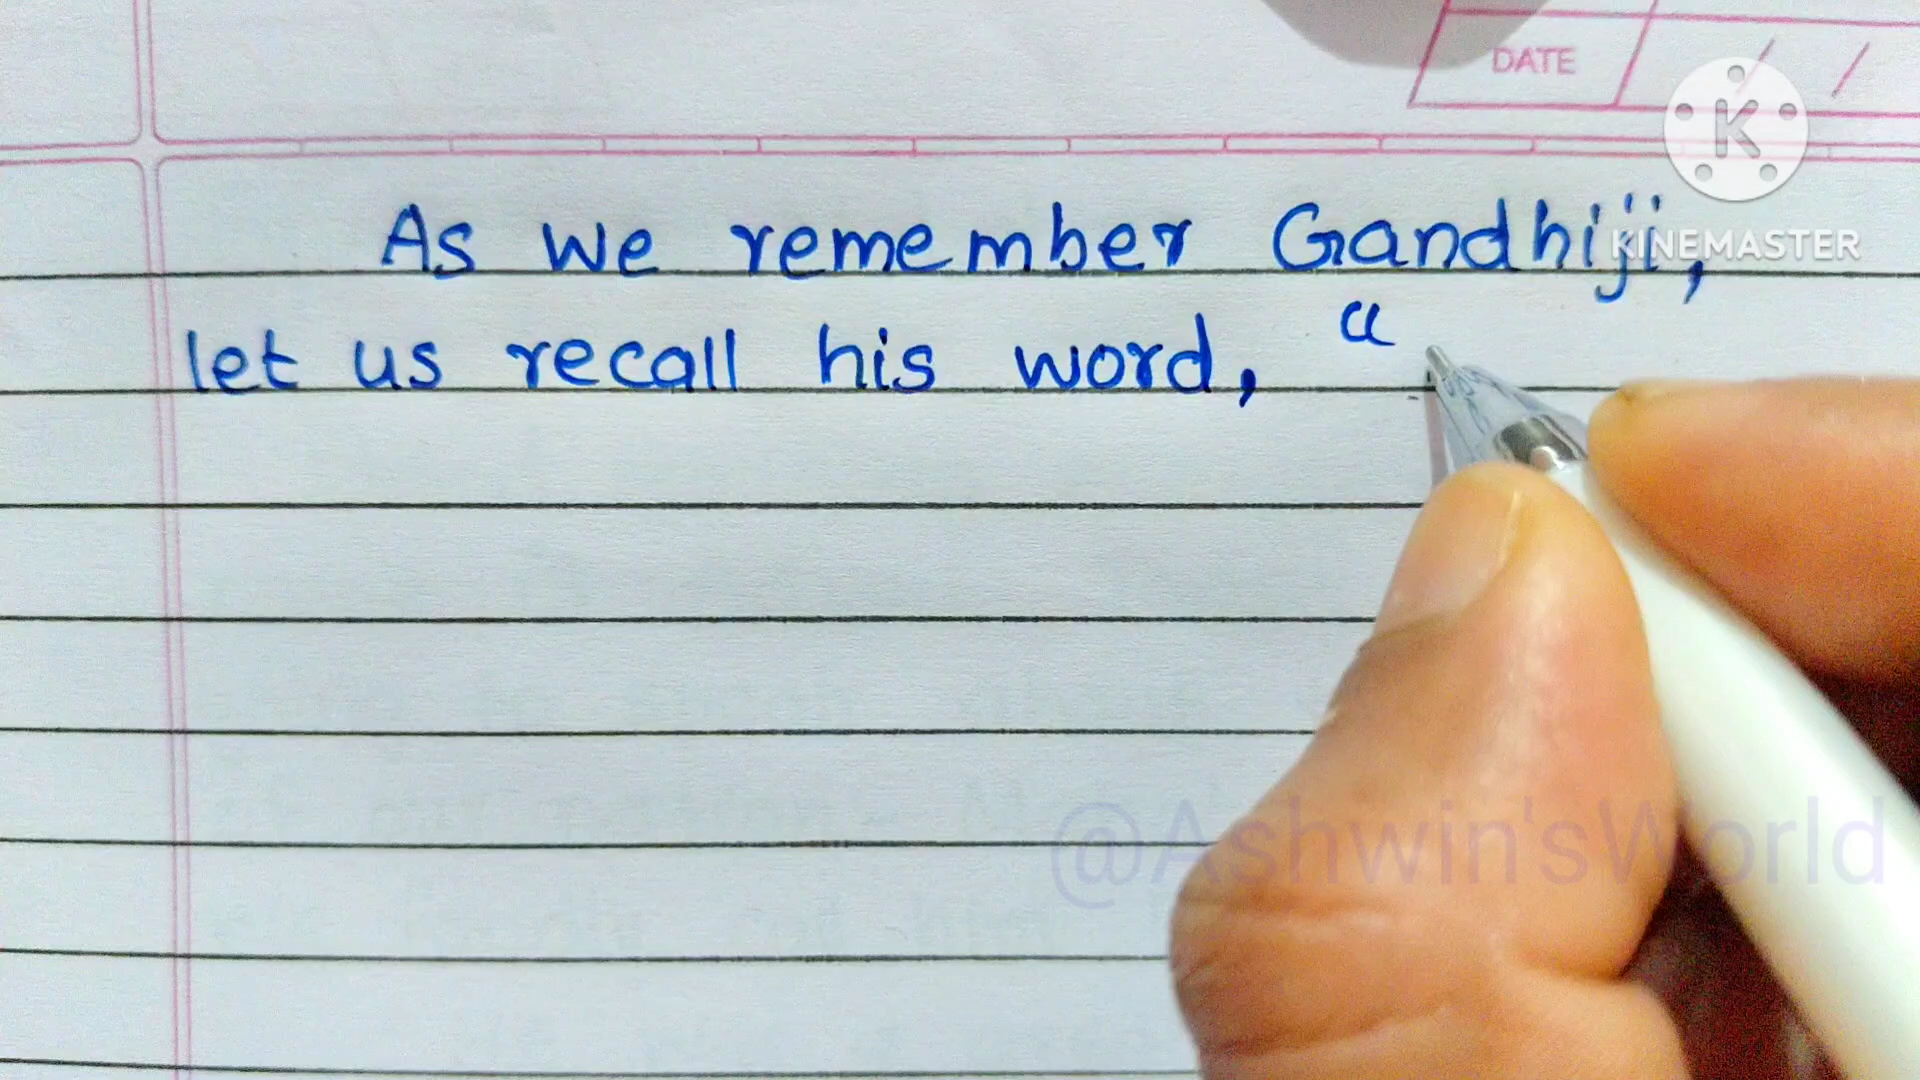 DATE / /
K
KINEMASTER
As we remember Gandhiji,
let us recall his word, “
@Ashwin'sWorld